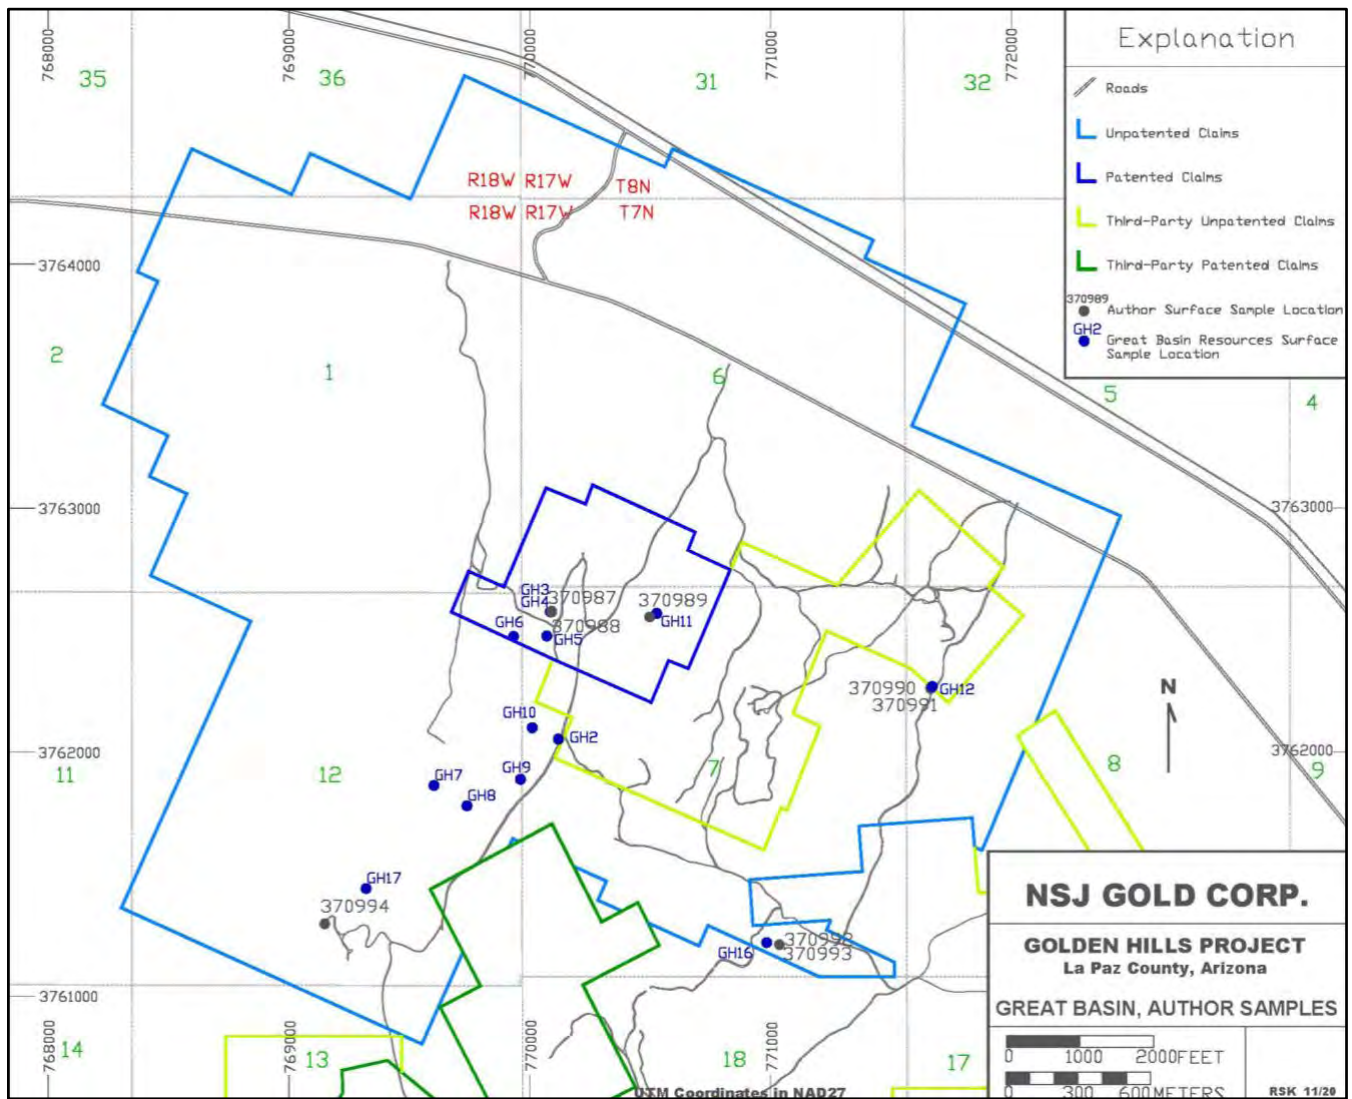 768000
769000
770000
771000
772000
35
36
31
32
Explanation
Roads
Unpatented Claims
Patented Claims
Third-Party Unpatented Claims
Third-Party Patented Claims
370989
Author Surface Sample Location
GH2
Great Basin Resources Surface
Sample Location
R18W R17W T8N
R18W R17W T7N
3764000
2
1
6
5
4
3763000
3763000
GH3
GH4
370987
370989
GH6
370988
GH5
GH11
370990
GH12
370991
N
GH10
GH2
3762000
3762000
11
12
7
8
9
GH7
GH9
GH8
GH17
370994
GH16
370992
370993
3761000
14
13
18
17
768000
769000
770000
771000
UTM Coordinates in NAD27
NSJ GOLD CORP.
GOLDEN HILLS PROJECT
La Paz County, Arizona
GREAT BASIN, AUTHOR SAMPLES
0 1000 2000FEET
0 300 600METERS
RSK 11/20